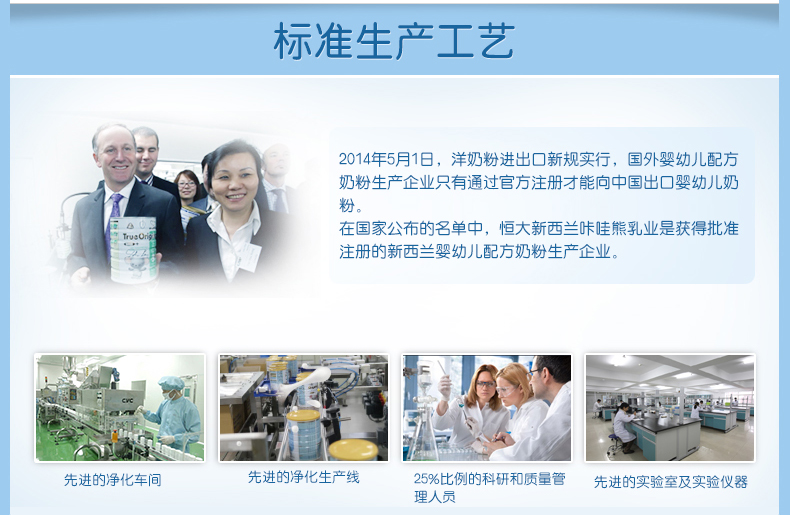 标准生产工艺
2014年5月1日，洋奶粉进出口新规实行，国外婴幼儿配方
奶粉生产企业只有通过官方注册才能向中国出口婴幼儿奶
粉。
在国家公布的名单中，恒大新西兰咔哇熊乳业是获得批准
注册的新西兰婴幼儿配方奶粉生产企业。
CVC
先进的净化车间
先进的净化生产线
25%比例的科研和质量管
理人员
先进的实验室及实验仪器